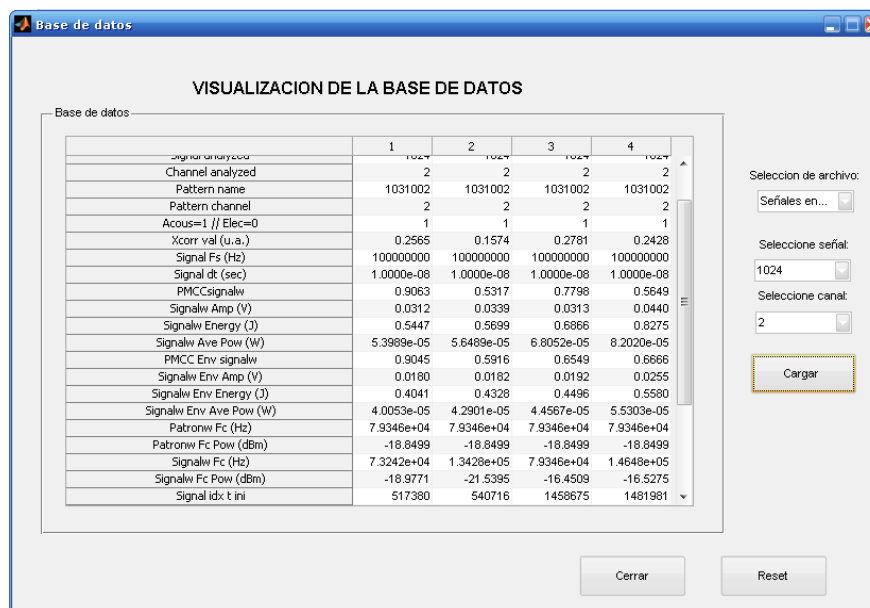 Base de datos
VISUALIZACION DE LA BASE DE DATOS
Base de datos
1 2 3 4
Signal analyzed 1024 1024 1024 1024
Channel analyzed 2 2 2 2
Pattern name 1031002 1031002 1031002 1031002
Pattern channel 2 2 2 2
Acous=1 // Elec=0 1 1 1 1
Xcorr val (u.a.) 0.2565 0.1574 0.2781 0.2428
Signal Fs (Hz) 100000000 100000000 100000000 100000000
Signal dt (sec) 1.0000e-08 1.0000e-08 1.0000e-08 1.0000e-08
PMCCsignalw 0.9063 0.5317 0.7798 0.5649
Signalw Amp (V) 0.0312 0.0339 0.0313 0.0440
Signalw Energy (J) 0.5447 0.5699 0.6866 0.8275
Signalw Ave Pow (W) 5.3989e-05 5.6489e-05 6.8052e-05 8.2020e-05
PMCC Env signalw 0.9045 0.5916 0.6549 0.6666
Signalw Env Amp (V) 0.0180 0.0182 0.0192 0.0255
Signalw Env Energy (J) 0.4041 0.4328 0.4496 0.5580
Signalw Env Ave Pow (W) 4.0053e-05 4.2901e-05 4.4567e-05 5.5303e-05
Patronw Fc (Hz) 7.9346e+04 7.9346e+04 7.9346e+04 7.9346e+04
Patronw Fc Pow (dBm) -18.8499 -18.8499 -18.8499 -18.8499
Signalw Fc (Hz) 7.3242e+04 1.3428e+05 7.9346e+04 1.4648e+05
Signalw Fc Pow (dBm) -18.9771 -21.5395 -16.4509 -16.5275
Signal idx t ini 517380 540716 1458675 1481981
Seleccion de archivo:
Señales en...
Seleccione señal:
1024
Seleccione canal:
2
Cargar
Cerrar
Reset